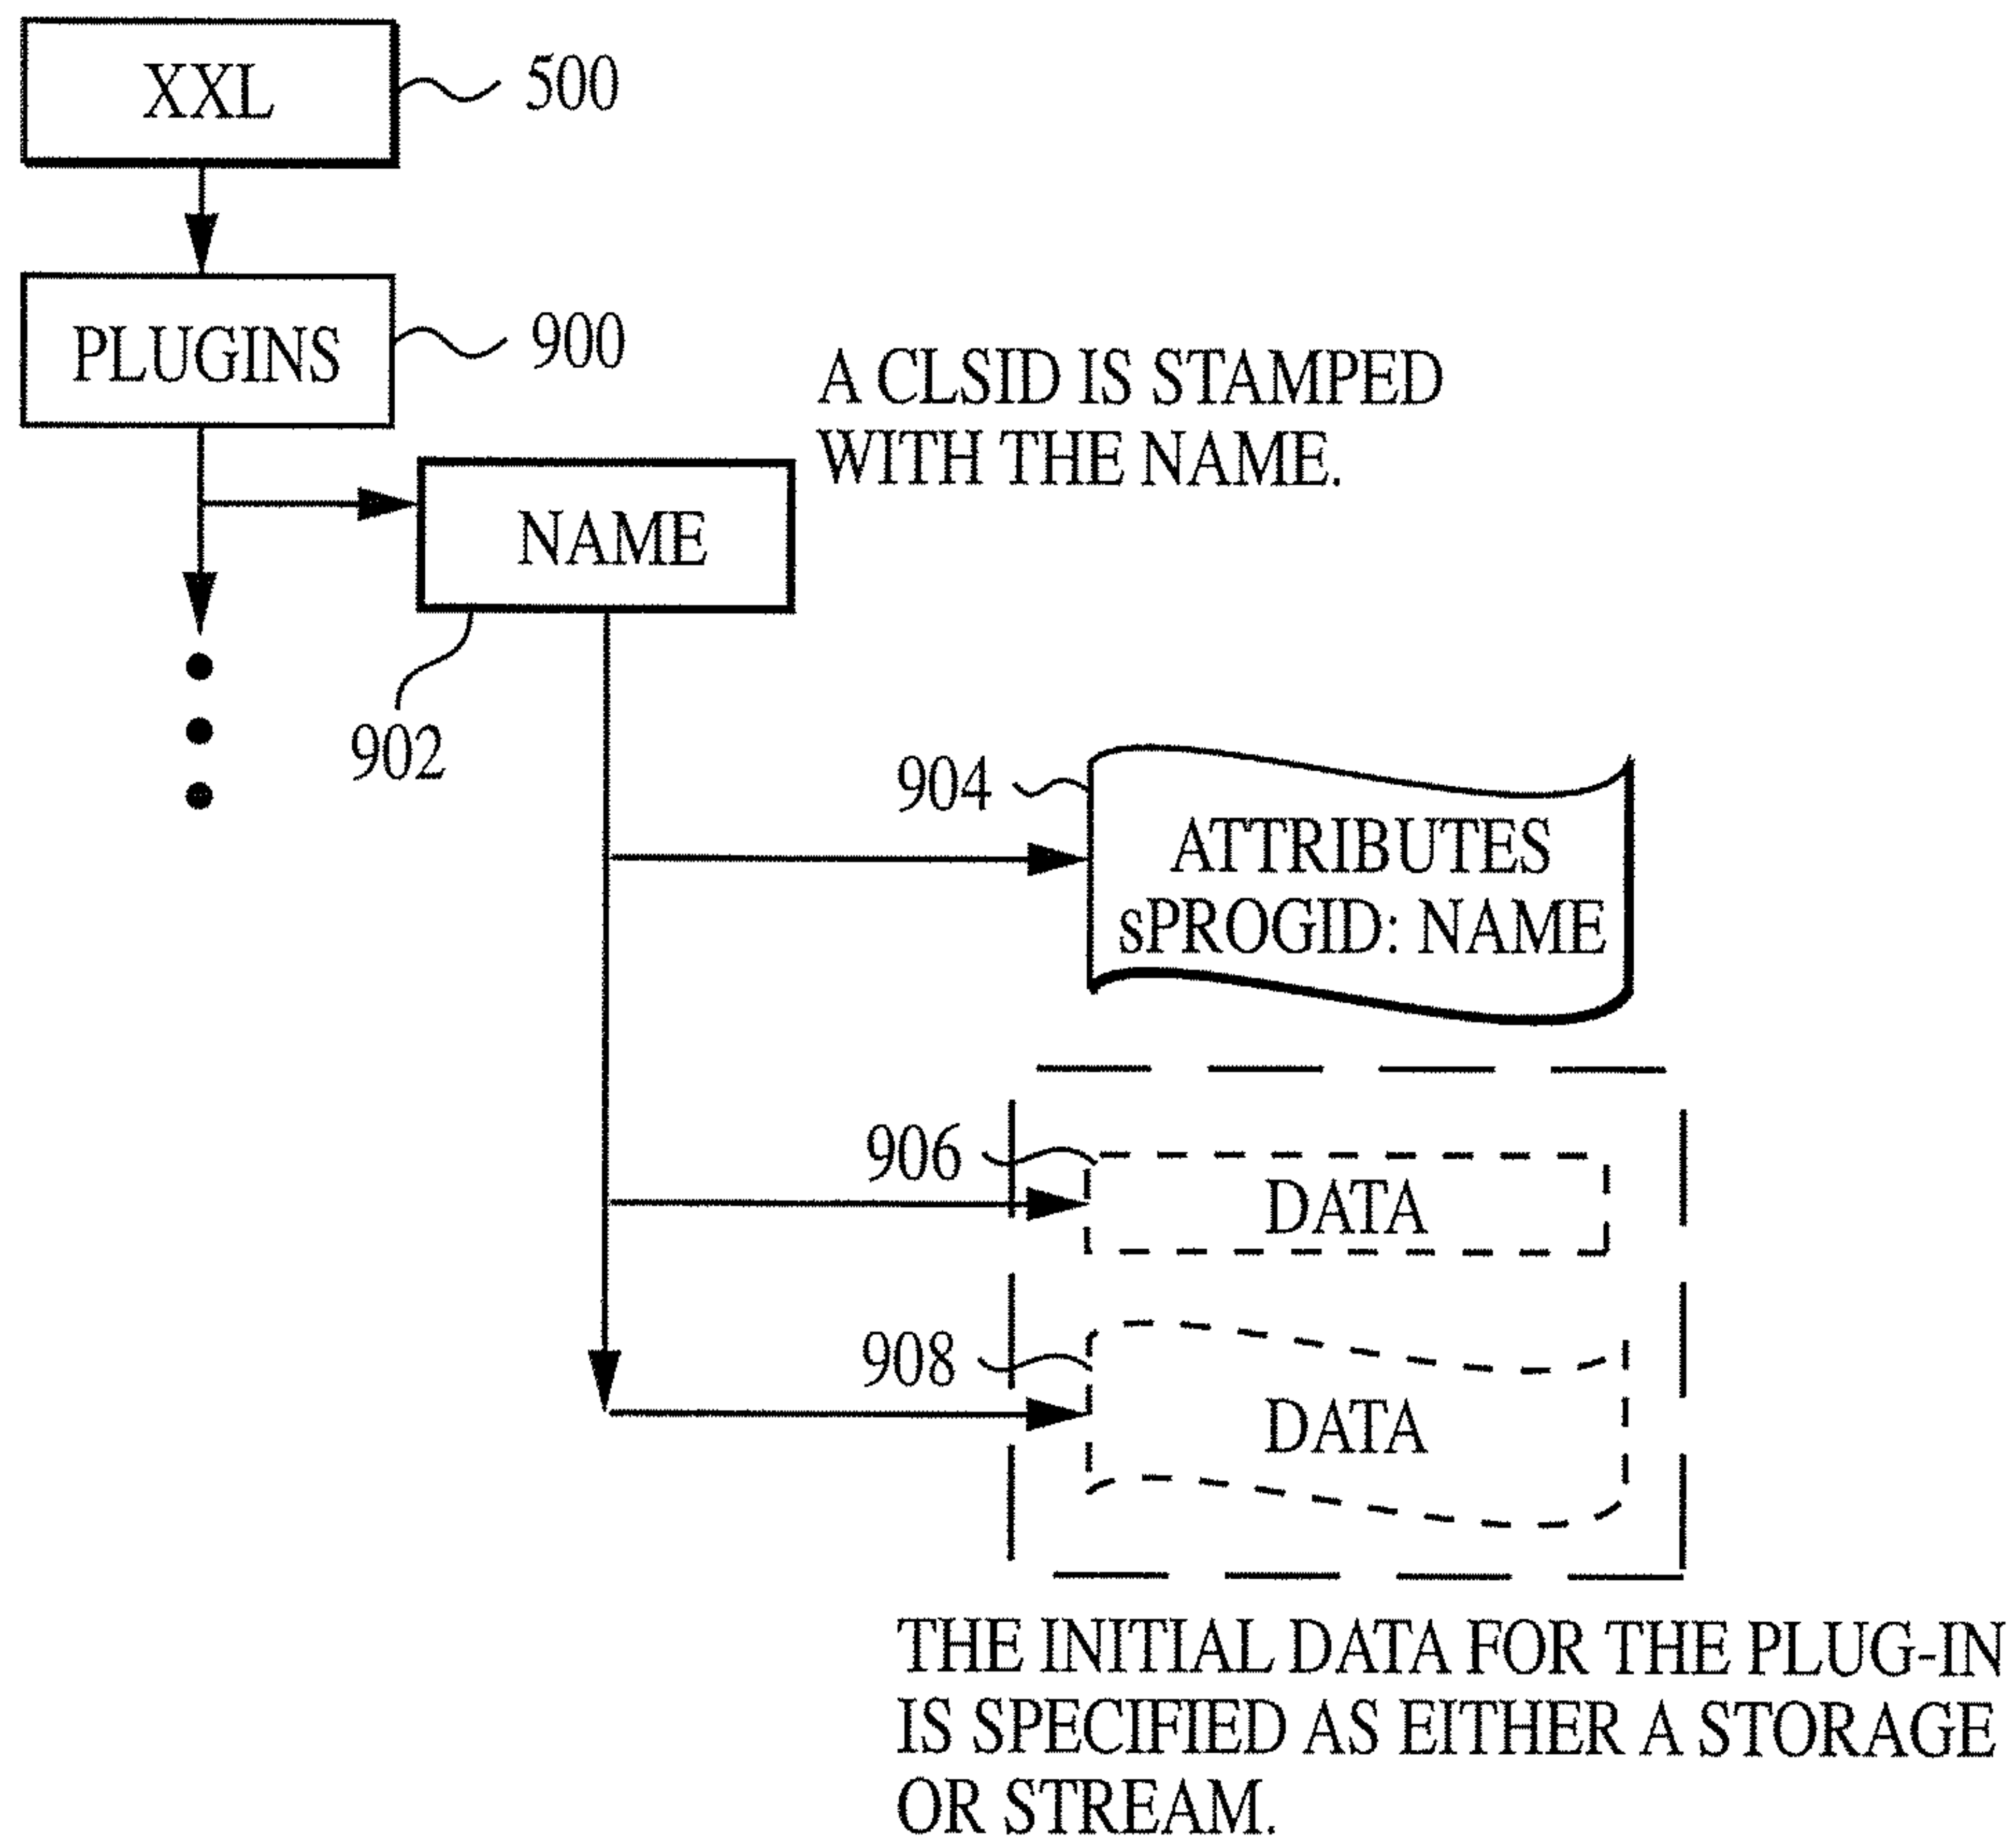 XXL
500
PLUGINS
900
A CLSID IS STAMPED
WITH THE NAME.
NAME
902
904
ATTRIBUTES
sPROGID: NAME
906
DATA
908
DATA
THE INITIAL DATA FOR THE PLUG-IN
IS SPECIFIED AS EITHER A STORAGE
OR STREAM.